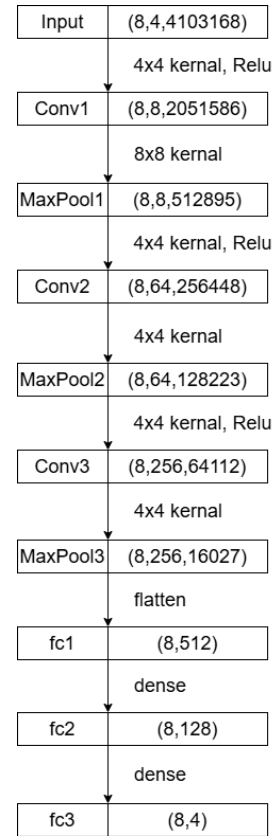 Input (8,4,4103168)
4x4 kernal, Relu
Conv1 (8,8,2051586)
8x8 kernal
MaxPool1 (8,8,512895)
4x4 kernal, Relu
Conv2 (8,64,256448)
4x4 kernal
MaxPool2 (8,64,128223)
4x4 kernal, Relu
Conv3 (8,256,64112)
4x4 kernal
MaxPool3 (8,256,16027)
flatten
fc1 (8,512)
dense
fc2 (8,128)
dense
fc3 (8,4)